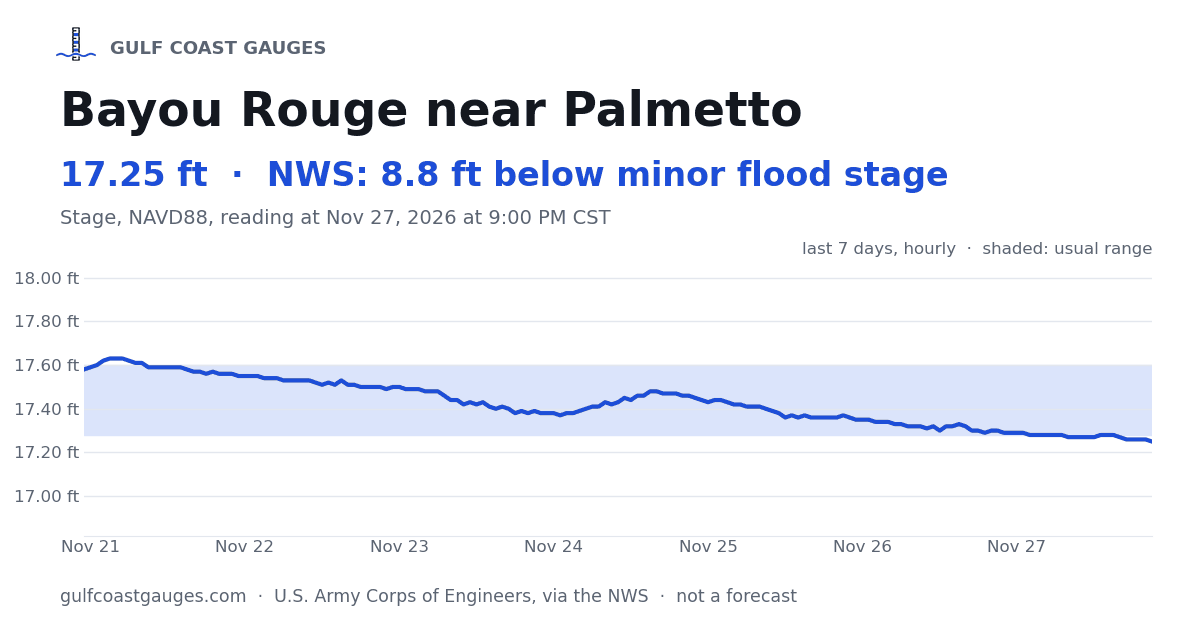 GULF COAST GAUGES
Bayou Rouge near Palmetto
17.25 ft · NWS: 8.8 ft below minor flood stage
Stage, NAVD88, reading at Nov 27, 2026 at 9:00 PM CST
last 7 days, hourly · shaded: usual range
18.00 ft
17.80 ft
17.60 ft
17.40 ft
17.20 ft
17.00 ft
Nov 21 Nov 22 Nov 23 Nov 24 Nov 25 Nov 26 Nov 27
gulfcoastgauges.com · U.S. Army Corps of Engineers, via the NWS · not a forecast